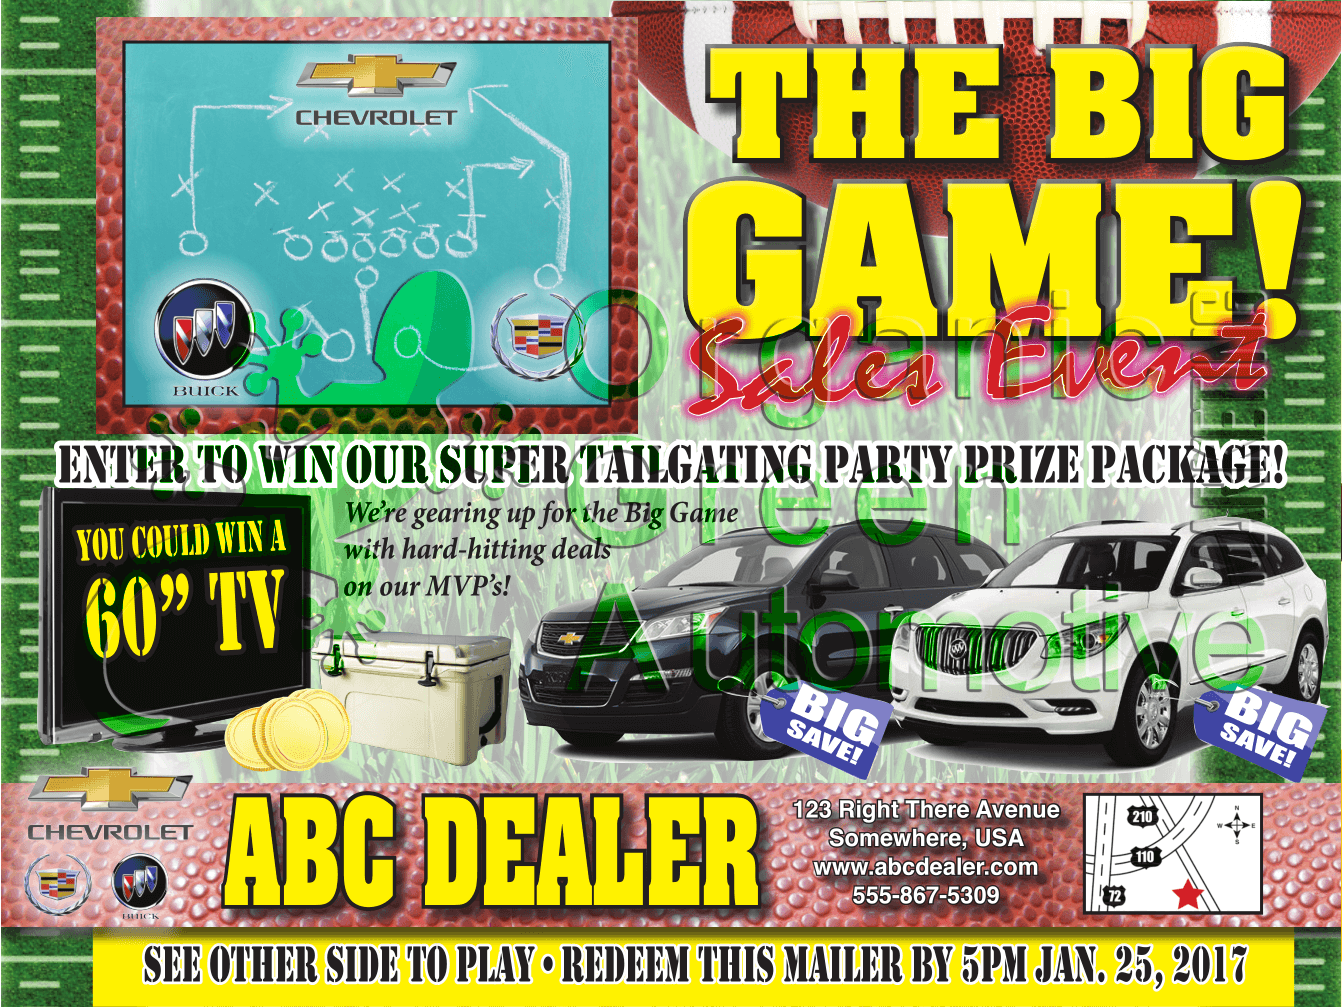 CHEVROLET
BUICK
THE BIG
GAME!
Sales Event
ENTER TO WIN OUR SUPER TAILGATING PARTY PRIZE PACKAGE!
YOU COULD WIN A
60” TV
We're gearing up for the Big Game
with hard-hitting deals
on our MVP's!
Organic
Green
Automotive
BIG
SAVE!
BIG
SAVE!
CHEVROLET
BUICK
ABC DEALER
123 Right There Avenue
Somewhere, USA
www.abcdealer.com
555-867-5309
210
110
72
N
W E
S
SEE OTHER SIDE TO PLAY • REDEEM THIS MAILER BY 5PM JAN. 25, 2017